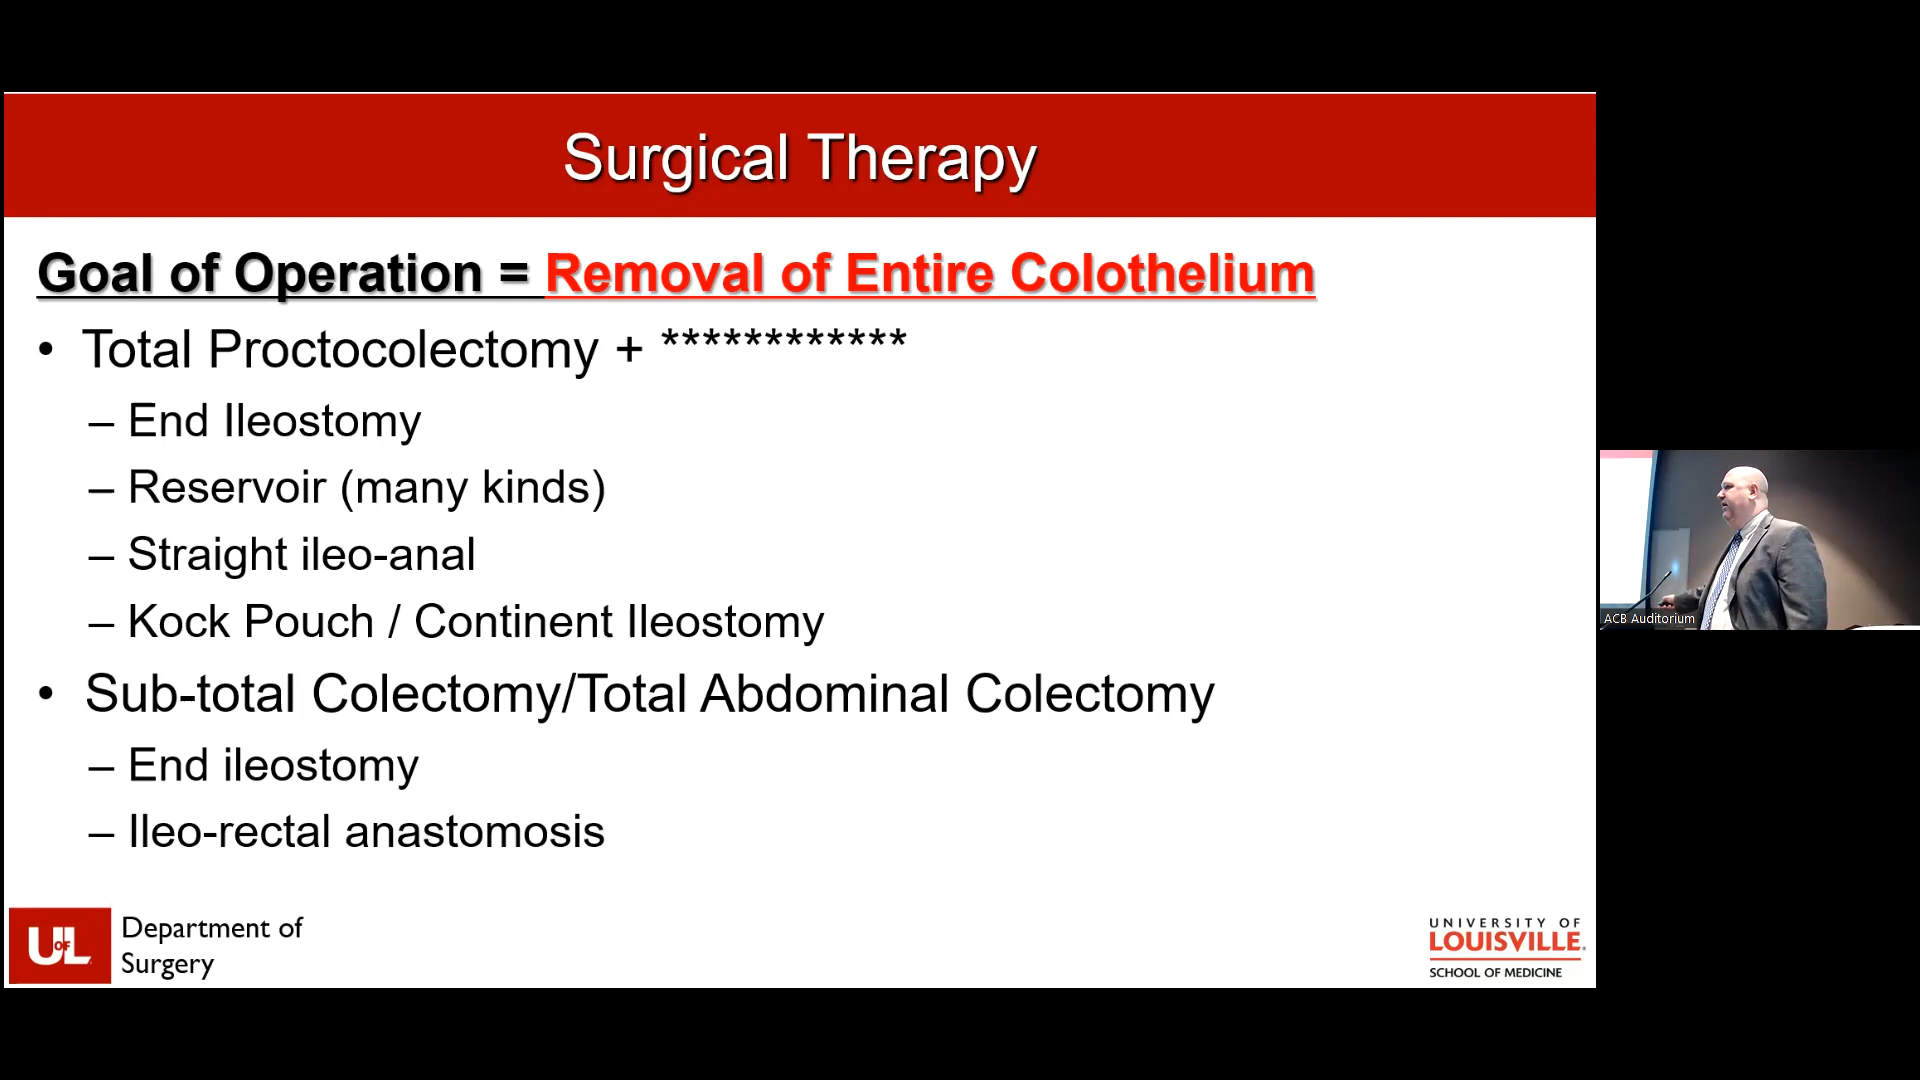 Surgical Therapy
Goal of Operation = Removal of Entire Colothelium
• Total Proctocolectomy + ************
– End Ileostomy
– Reservoir (many kinds)
– Straight ileo-anal
– Kock Pouch / Continent Ileostomy
• Sub-total Colectomy/Total Abdominal Colectomy
– End ileostomy
– Ileo-rectal anastomosis
UofL
Department of
Surgery
UNIVERSITY OF
LOUISVILLE.
SCHOOL OF MEDICINE
ACB Auditorium